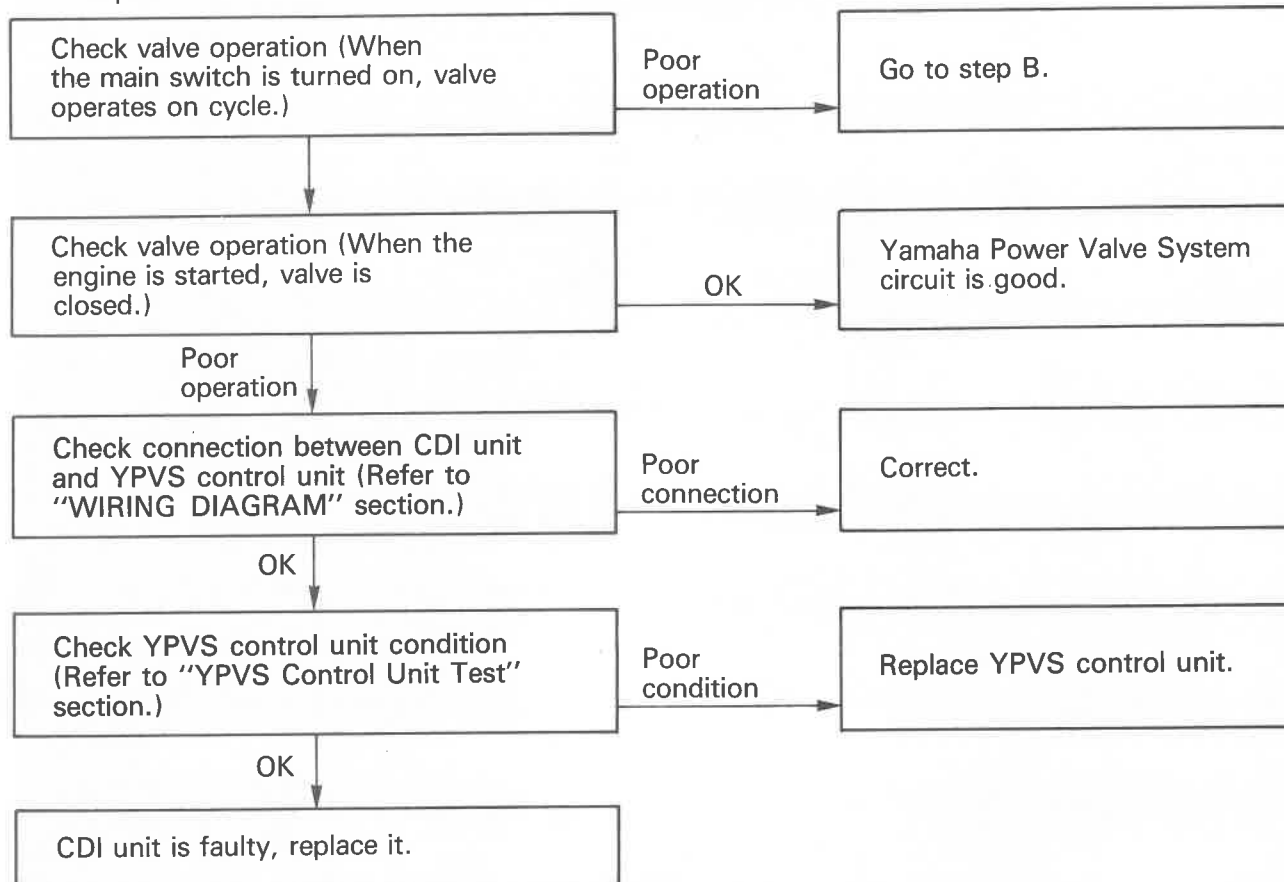 Check valve operation (When
the main switch is turned on, valve
operates on cycle.)
Poor
operation
Go to step B.
Check valve operation (When the
engine is started, valve is
closed.)
OK
Yamaha Power Valve System
circuit is good.
Poor
operation
Check connection between CDI unit
and YPVS control unit (Refer to
"WIRING DIAGRAM" section.)
Poor
connection
Correct.
OK
Check YPVS control unit condition
(Refer to "YPVS Control Unit Test"
section.)
Poor
condition
Replace YPVS control unit.
OK
CDI unit is faulty, replace it.